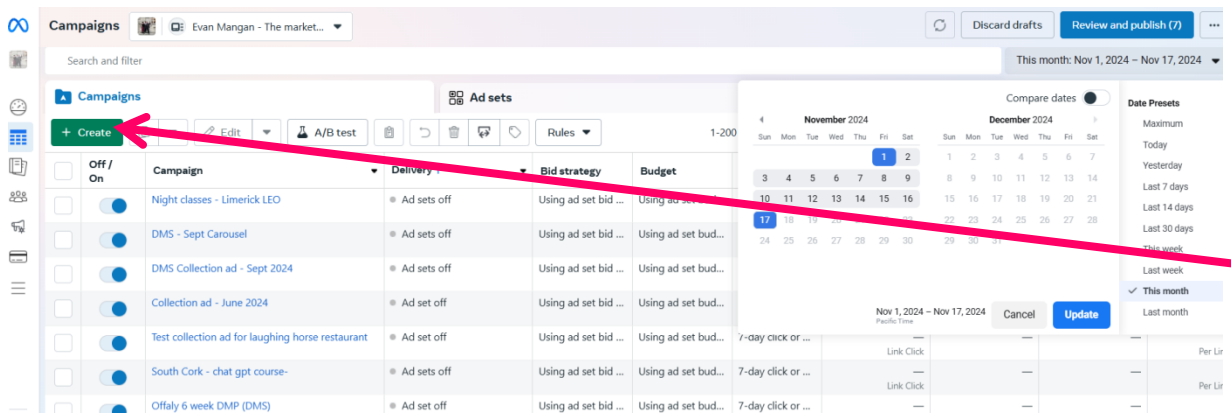 Campaigns Evan Mangan - The market... Discard drafts Review and publish (7) ...
Search and filter This month: Nov 1, 2024 – Nov 17, 2024
Campaigns Ad sets
+ Create Edit A/B test Rules 1-200
Off / On Campaign Delivery Bid strategy Budget
Night classes - Limerick LEO Ad sets off Using ad set bid ... Using ad set bud...
DMS - Sept Carousel Ad sets off Using ad set bid ... Using ad set bud...
DMS Collection ad - Sept 2024 Ad sets off Using ad set bid ... Using ad set bud...
Collection ad - June 2024 Ad set off Using ad set bid ... Using ad set bud...
Test collection ad for laughing horse restaurant Ad set off Using ad set bid ... Using ad set bud... 7-day click or ... — — — —
Link Click Per Lin
South Cork - chat gpt course- Ad sets off Using ad set bid ... Using ad set bud... 7-day click or ... — — —
Link Click Per Lin
Offaly 6 week DMP (DMS) Ad set off Using ad set bid ... Using ad set bud... 7-day click or ... — — —
Compare dates
November 2024
Sun Mon Tue Wed Thu Fri Sat
1 2
3 4 5 6 7 8 9
10 11 12 13 14 15 16
17 18 19 20 21 22 23
24 25 26 27 28 29 30
December 2024
Sun Mon Tue Wed Thu Fri Sat
1 2 3 4 5 6 7
8 9 10 11 12 13 14
15 16 17 18 19 20 21
22 23 24 25 26 27 28
29 30 31
Nov 1, 2024 – Nov 17, 2024 Cancel Update
Pacific Time
Date Presets
Maximum
Today
Yesterday
Last 7 days
Last 14 days
Last 30 days
This week
Last week
This month
Last month